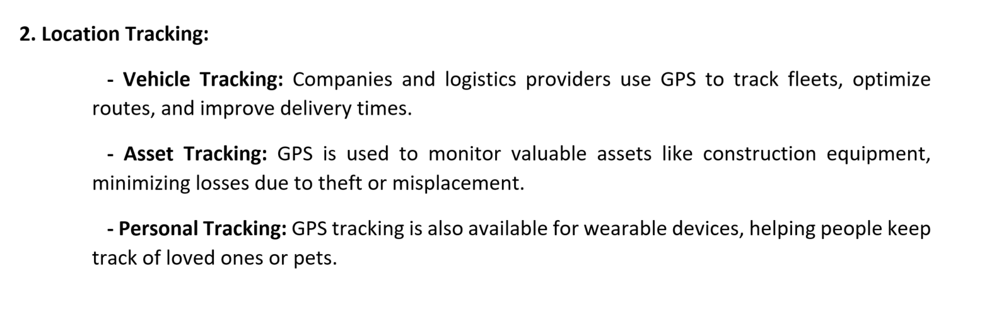 2. Location Tracking:
- Vehicle Tracking: Companies and logistics providers use GPS to track fleets, optimize
routes, and improve delivery times.
- Asset Tracking: GPS is used to monitor valuable assets like construction equipment,
minimizing losses due to theft or misplacement.
- Personal Tracking: GPS tracking is also available for wearable devices, helping people keep
track of loved ones or pets.